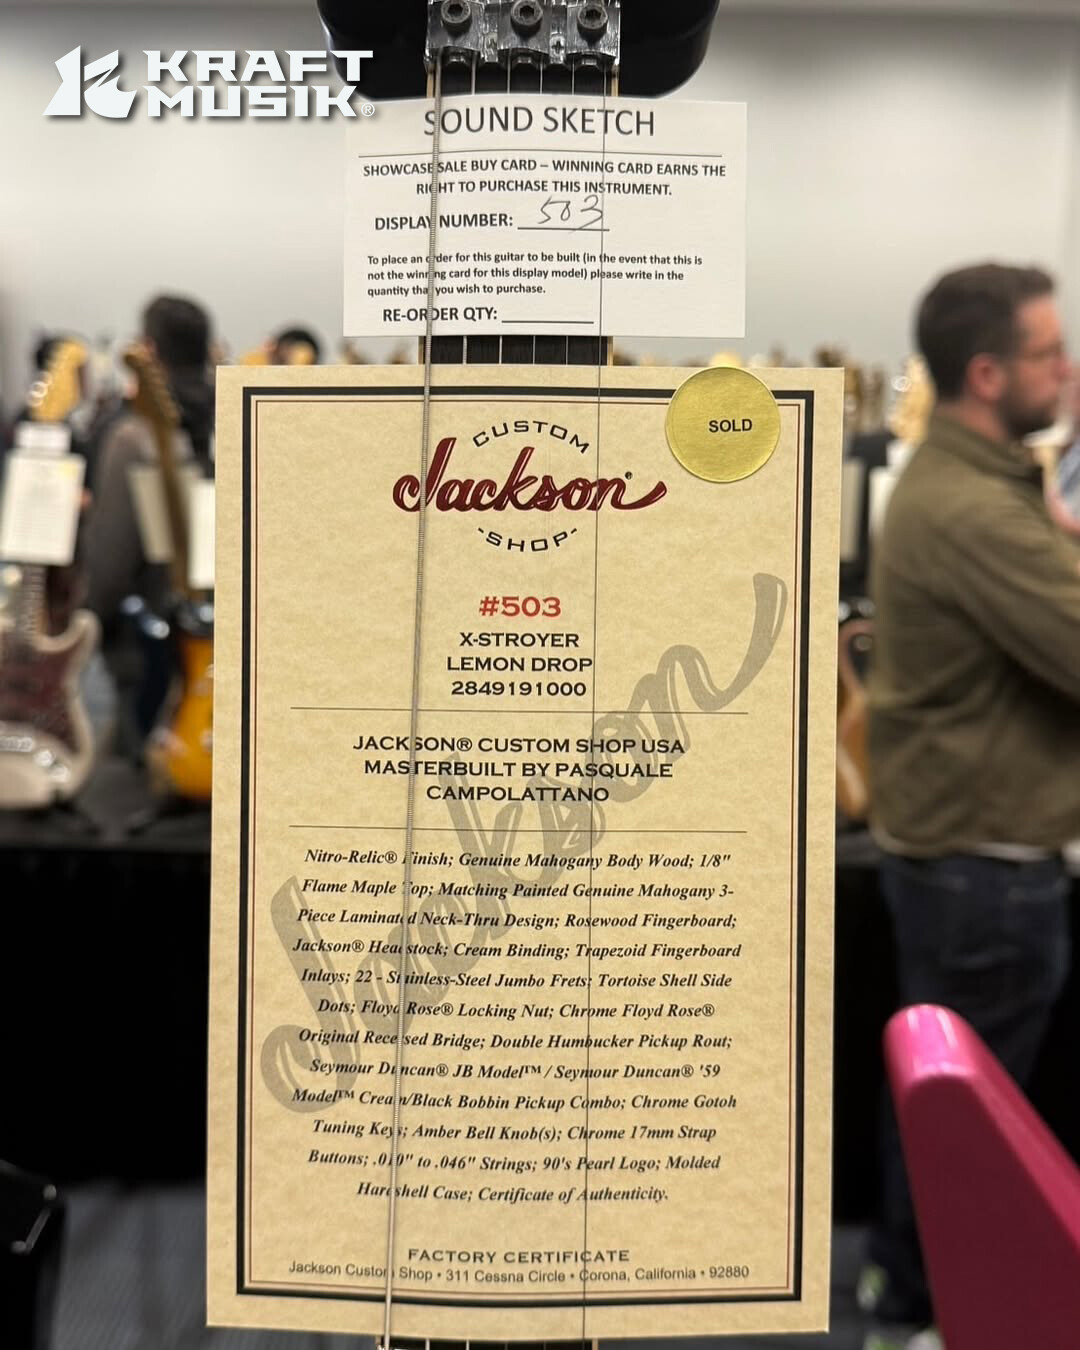 KRAFT
MUSIK®
SOUND SKETCH
SHOWCASE SALE BUY CARD – WINNING CARD EARNS THE
RIGHT TO PURCHASE THIS INSTRUMENT.
DISPLAY NUMBER: 503
To place an order for this guitar to be built (in the event that this is
not the winning card for this display model) please write in the
quantity that you wish to purchase.
RE-ORDER QTY: ___________
SOLD
CUSTOM
Jackson®
SHOP
#503
X-STROYER
LEMON DROP
2849191000
JACKSON® CUSTOM SHOP USA
MASTERBUILT BY PASQUALE
CAMPOLATTANO
Jackson
Nitro-Relic® Finish; Genuine Mahogany Body Wood; 1/8"
Flame Maple Top; Matching Painted Genuine Mahogany 3-
Piece Laminated Neck-Thru Design; Rosewood Fingerboard;
Jackson® Headstock; Cream Binding; Trapezoid Fingerboard
Inlays; 22 - Stainless-Steel Jumbo Frets; Tortoise Shell Side
Dots; Floyd Rose® Locking Nut; Chrome Floyd Rose®
Original Recessed Bridge; Double Humbucker Pickup Rout;
Seymour Duncan® JB Model™ / Seymour Duncan® '59
Model™ Cream/Black Bobbin Pickup Combo; Chrome Gotoh
Tuning Keys; Amber Bell Knob(s); Chrome 17mm Strap
Buttons; .010" to .046" Strings; 90's Pearl Logo; Molded
Hardshell Case; Certificate of Authenticity.
FACTORY CERTIFICATE
Jackson Custom Shop • 311 Cessna Circle • Corona, California • 92880